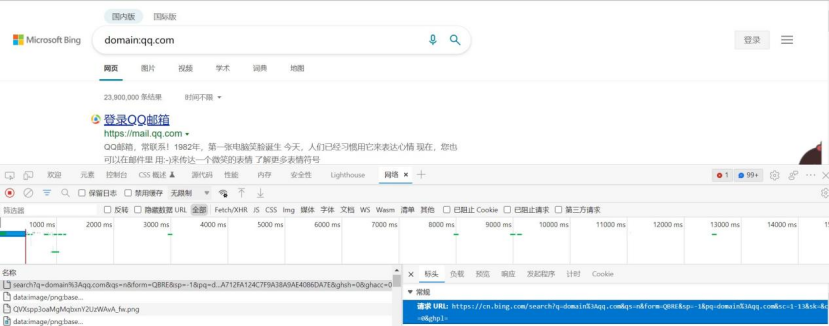 国内版 国际版
Microsoft Bing
domain:qq.com
登录
网页 图片 视频 学术 词典 地图
23,900,000 条结果 时间不限
登录QQ邮箱
https://mail.qq.com
QQ邮箱，常联系！1982年，第一张电脑笑脸诞生 今天，人们已经习惯用它来表达心情 现在，您也
可以在邮件里 用:-)来传达一个微笑的表情 了解更多表情符号
欢迎 元素 控制台 CSS 概述 源代码 性能 内存 安全性 Lighthouse 网络 × + 1 99+
保留日志 禁用缓存 无限制
筛选器 反转 隐藏数据 URL 全部 Fetch/XHR JS CSS Img 媒体 字体 文档 WS Wasm 清单 其他 已阻止 Cookie 已阻止请求 第三方请求
1000 ms 2000 ms 3000 ms 4000 ms 5000 ms 6000 ms 7000 ms 8000 ms 9000 ms 10000 ms 11000 ms 12000 ms 13000 ms 14000 ms
名称
× 标头 负载 预览 响应 发起程序 计时 Cookie
search?q=domain%3Aqq.com&qs=n&form=QBRE&sp=-1&pq=d...A712FA124C7F9A38A9AE4086DA7E&ghsh=0&ghacc=0
常规
data:image/png;base...
请求 URL: https://cn.bing.com/search?q=domain%3Aqq.com&qs=n&form=QBRE&sp=-1&pq=domain%3Aqq.com&sc=1-13&sk=&c
QVXspp3oaMgMqbxnY2UzWAvA_fw.png
=0&ghpl=
data:image/png;base...